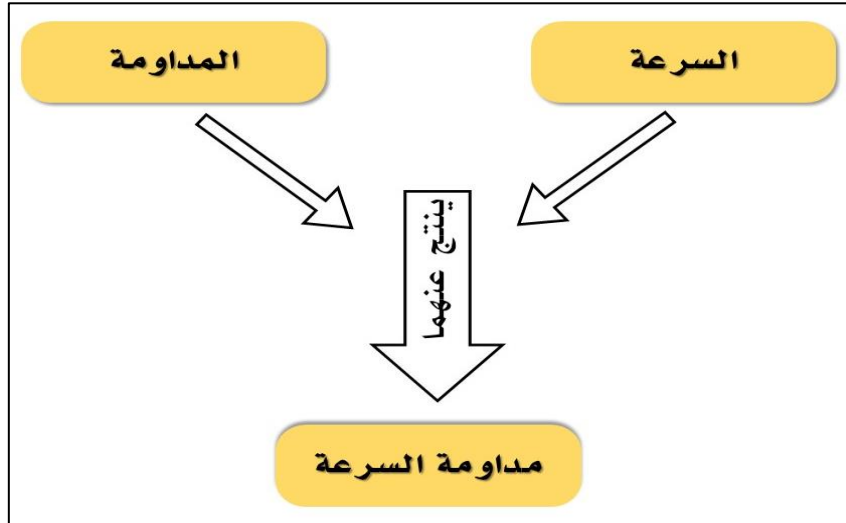 السرعة
المداومة
ينتج عنهما
مداومة السرعة